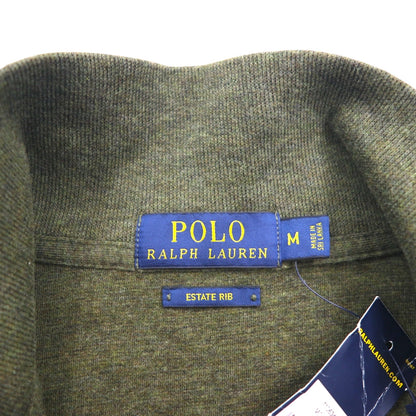 POLO
RALPH LAUREN
M
MADE IN
SRI LANKA
ESTATE RIB
RALPHLAUREN.COM